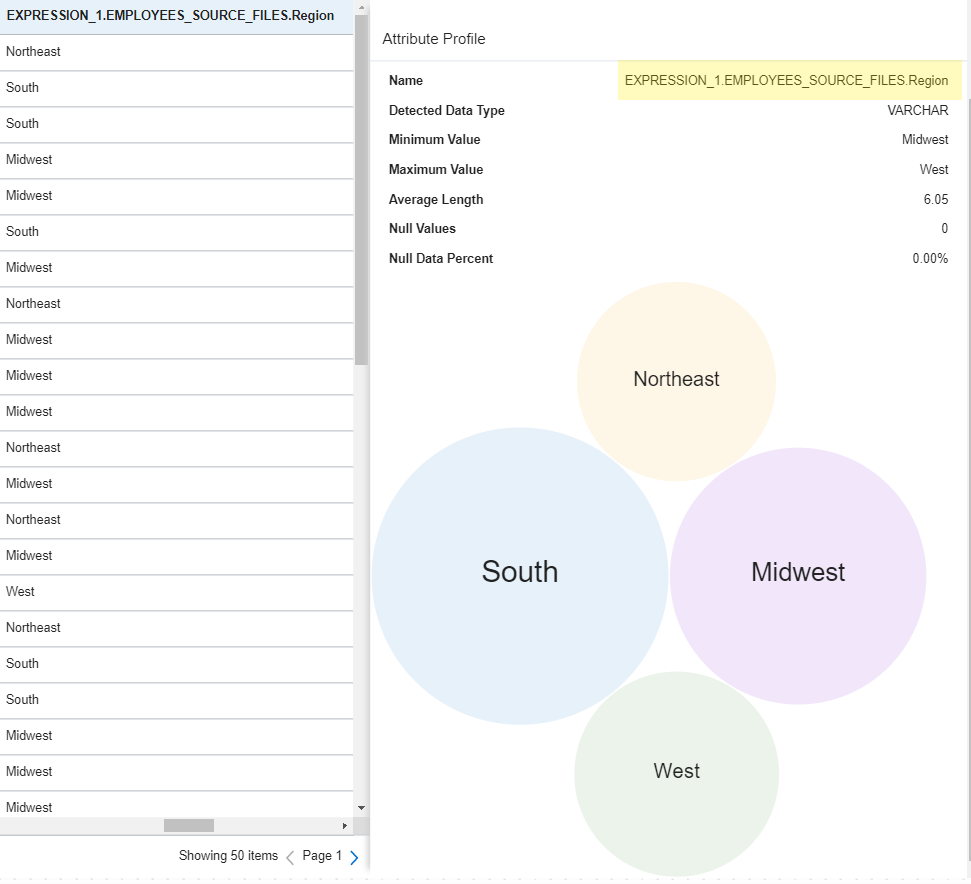 EXPRESSION_1.EMPLOYEES_SOURCE_FILES.Region
Northeast
South
South
Midwest
Midwest
South
Midwest
Northeast
Midwest
Midwest
Midwest
Northeast
Midwest
Northeast
Midwest
West
Northeast
South
South
Midwest
Midwest
Midwest
Showing 50 items
Page 1
Attribute Profile
Name EXPRESSION_1.EMPLOYEES_SOURCE_FILES.Region
Detected Data Type VARCHAR
Minimum Value Midwest
Maximum Value West
Average Length 6.05
Null Values 0
Null Data Percent 0.00%
Northeast
South
Midwest
West